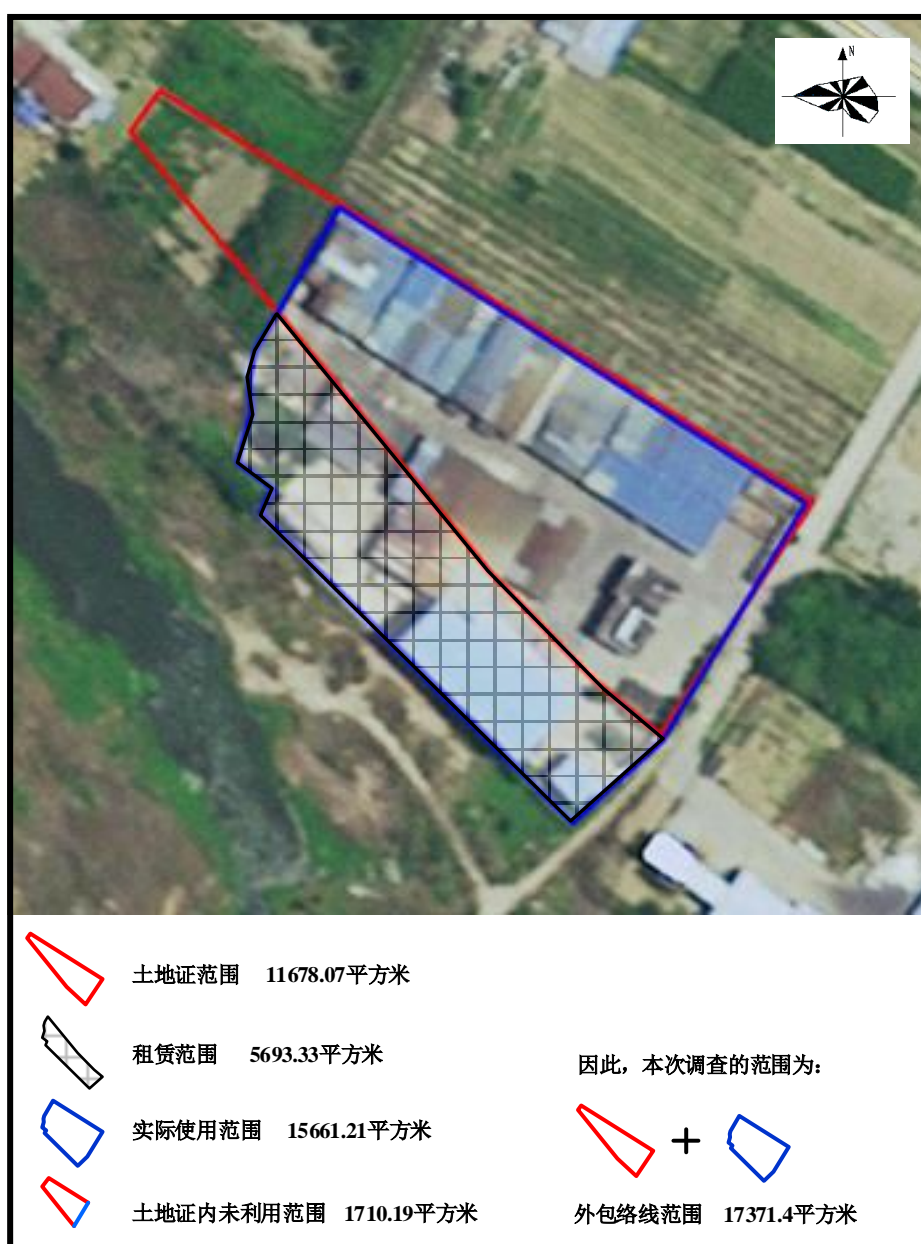 N
土地证范围 11678.07平方米
租赁范围 5693.33平方米
因此，本次调查的范围为：
实际使用范围 15661.21平方米
+
土地证内未利用范围 1710.19平方米
外包络线范围 17371.4平方米